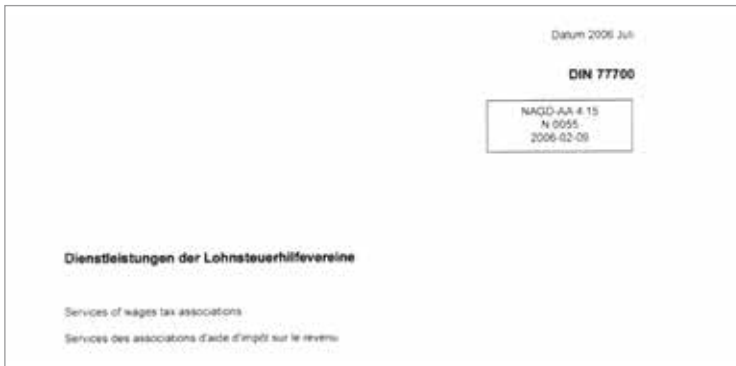 Datum 2006 Juli
DIN 77700
NAGD-AA 4.15
N 0055
2006-02-09
Dienstleistungen der Lohnsteuerhilfevereine
Services of wages tax associations
Services des associations d'aide d'impôt sur le revenu